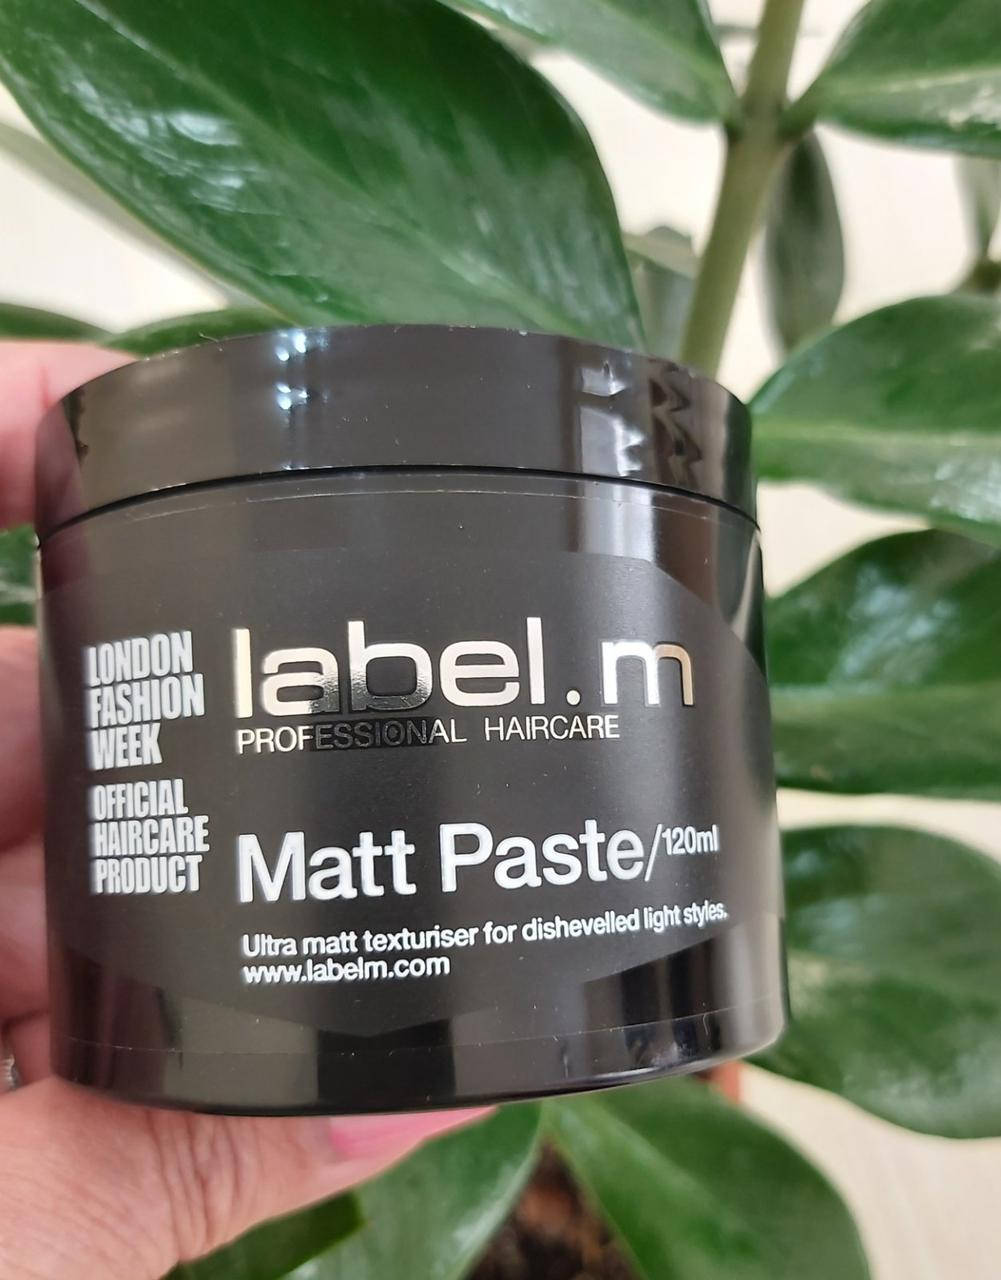 LONDON
FASHION
WEEK
OFFICIAL
HAIRCARE
PRODUCT
label.m
PROFESSIONAL HAIRCARE
Matt Paste/120ml
Ultra matt texturiser for dishevelled light styles.
www.labelm.com